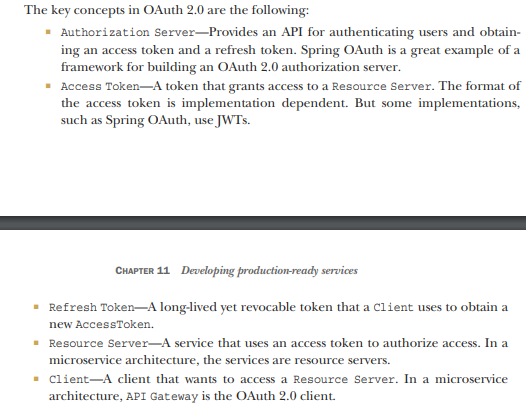 The key concepts in OAuth 2.0 are the following:
▪ Authorization Server—Provides an API for authenticating users and obtain-
ing an access token and a refresh token. Spring OAuth is a great example of a
framework for building an OAuth 2.0 authorization server.
▪ Access Token—A token that grants access to a Resource Server. The format of
the access token is implementation dependent. But some implementations,
such as Spring OAuth, use JWTs.
CHAPTER 11 Developing production-ready services
▪ Refresh Token—A long-lived yet revocable token that a Client uses to obtain a
new AccessToken.
▪ Resource Server—A service that uses an access token to authorize access. In a
microservice architecture, the services are resource servers.
▪ Client—A client that wants to access a Resource Server. In a microservice
architecture, API Gateway is the OAuth 2.0 client.